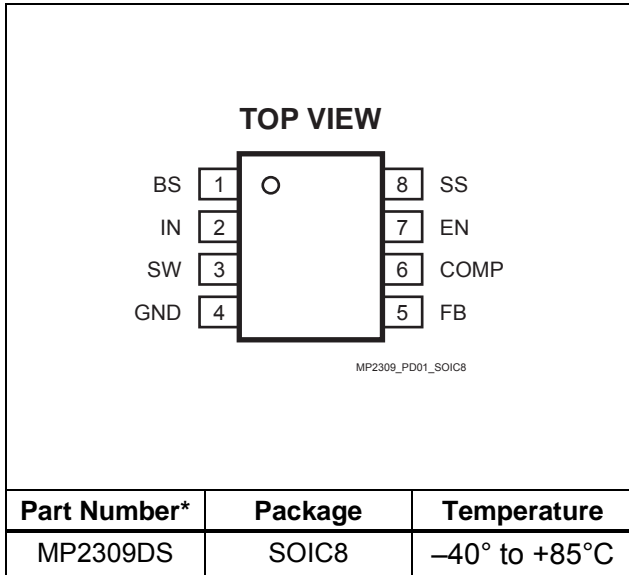 TOP VIEW
BS 1 8 SS
IN 2 7 EN
SW 3 6 COMP
GND 4 5 FB
MP2309_PD01_SOIC8
Part Number* Package Temperature
MP2309DS SOIC8 –40° to +85°C